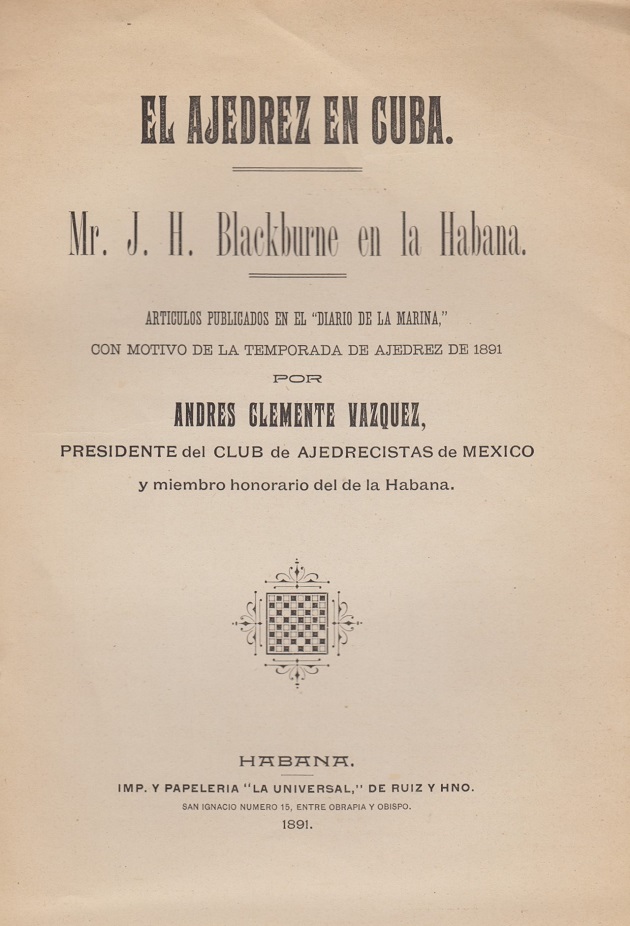 EL AJEDREZ EN CUBA.
Mr. J. H. Blackburne en la Habana.
ARTICULOS PUBLICADOS EN EL "DIARIO DE LA MARINA,"
CON MOTIVO DE LA TEMPORADA DE AJEDREZ DE 1891
POR
ANDRES CLEMENTE VAZQUEZ,
PRESIDENTE del CLUB de AJEDRECISTAS de MEXICO
y miembro honorario del de la Habana.
HABANA.
IMP. Y PAPELERIA "LA UNIVERSAL," DE RUIZ Y HNO.
SAN IGNACIO NUMERO 15, ENTRE OBRAPIA Y OBISPO.
1891.